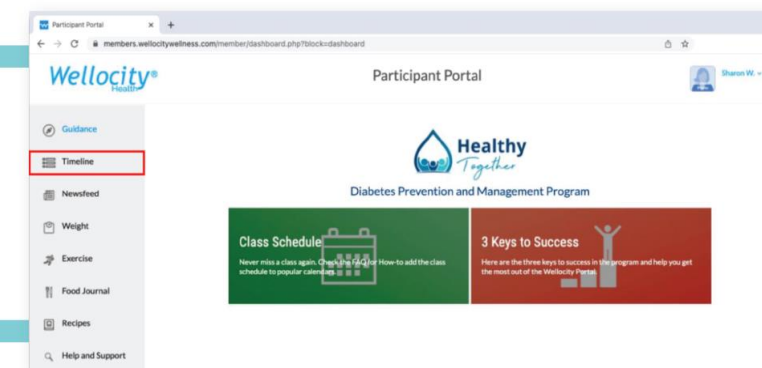 Participant Portal
members.wellocitywellness.com/member/dashboard.php?block=dashboard
Wellocity®
Health
Participant Portal
Sharon W.
Guidance
Timeline
Newsfeed
Weight
Exercise
Food Journal
Recipes
Help and Support
Healthy
Together
Diabetes Prevention and Management Program
Class Schedule
Never miss a class again. Check the FAQ for How-to add the class
schedule to popular calendars.
3 Keys to Success
Here are the three keys to success in the program and help you get
the most out of the Wellocity Portal.